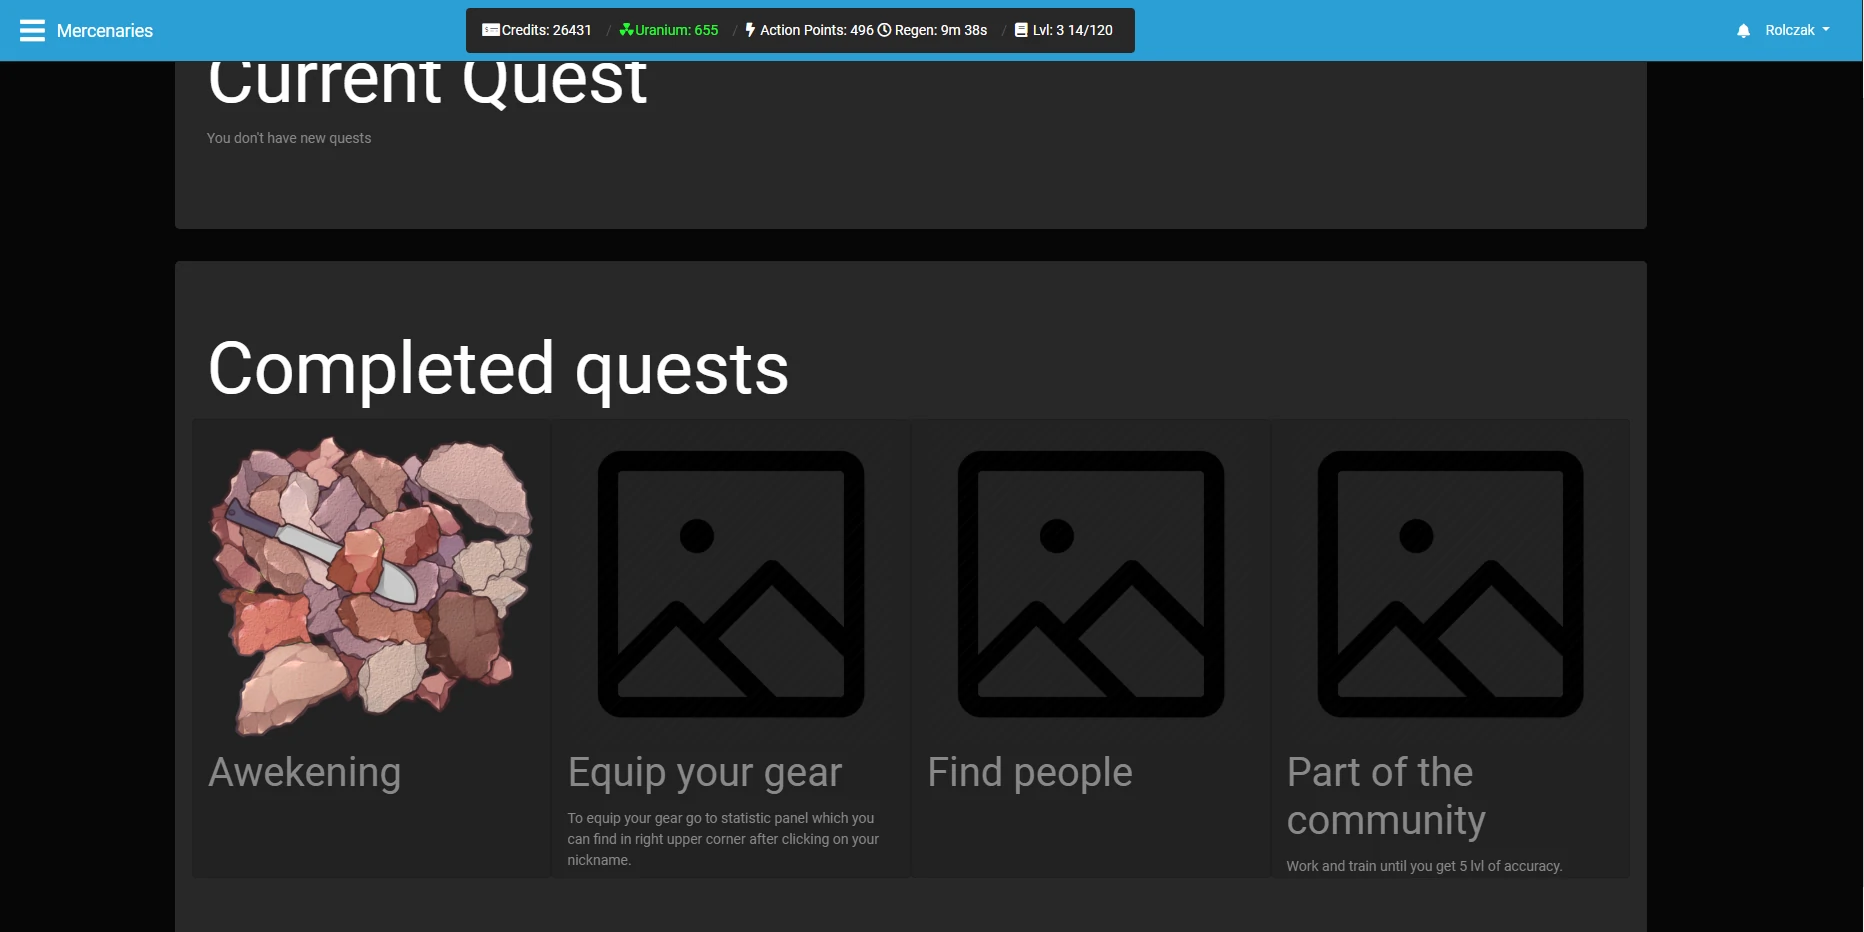 Mercenaries
Credits: 26431 / Uranium: 655 / Action Points: 496 Regen: 9m 38s / Lvl: 3 14/120
Rolczak
Current Quest
You don't have new quests
Completed quests
Awekening
Equip your gear
To equip your gear go to statistic panel which you
can find in right upper corner after clicking on your
nickname.
Find people
Part of the
community
Work and train until you get 5 lvl of accuracy.